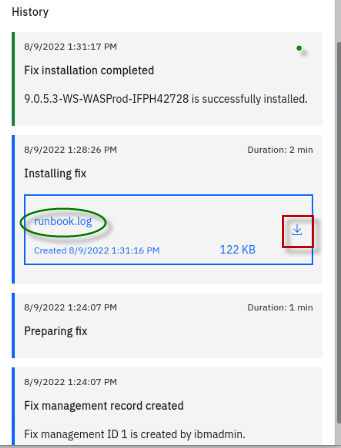 History
8/9/2022 1:31:17 PM
Fix installation completed
9.0.5.3-WS-WASProd-IFPH42728 is successfully installed.
8/9/2022 1:28:26 PM Duration: 2 min
Installing fix
runbook.log
Created 8/9/2022 1:31:16 PM 122 KB
8/9/2022 1:24:07 PM Duration: 1 min
Preparing fix
8/9/2022 1:24:07 PM
Fix management record created
Fix management ID 1 is created by ibmadmin.